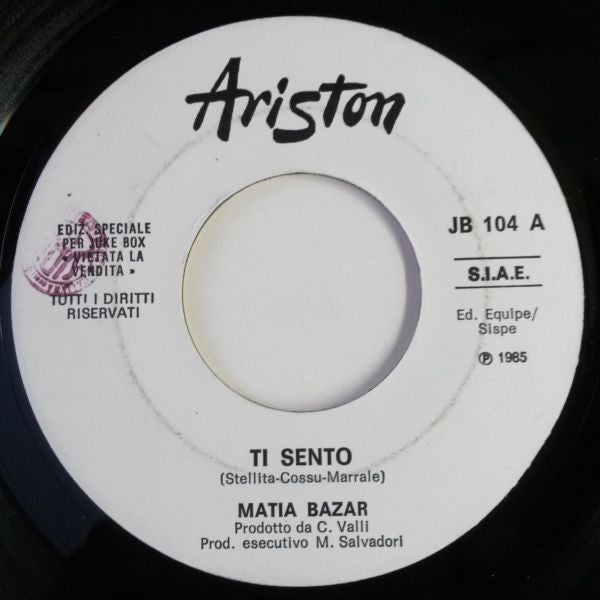 Ariston
EDIZ. SPECIALE
PER JUKE BOX
« VIETATA LA
VENDITA »
TUTTI I DIRITTI
RISERVATI
JB 104 A
S.I.A.E.
Ed. Equipe/
Sispe
℗ 1985
TI SENTO
(Stellita-Cossu-Marrale)
MATIA BAZAR
Prodotto da C. Valli
Prod. esecutivo M. Salvadori